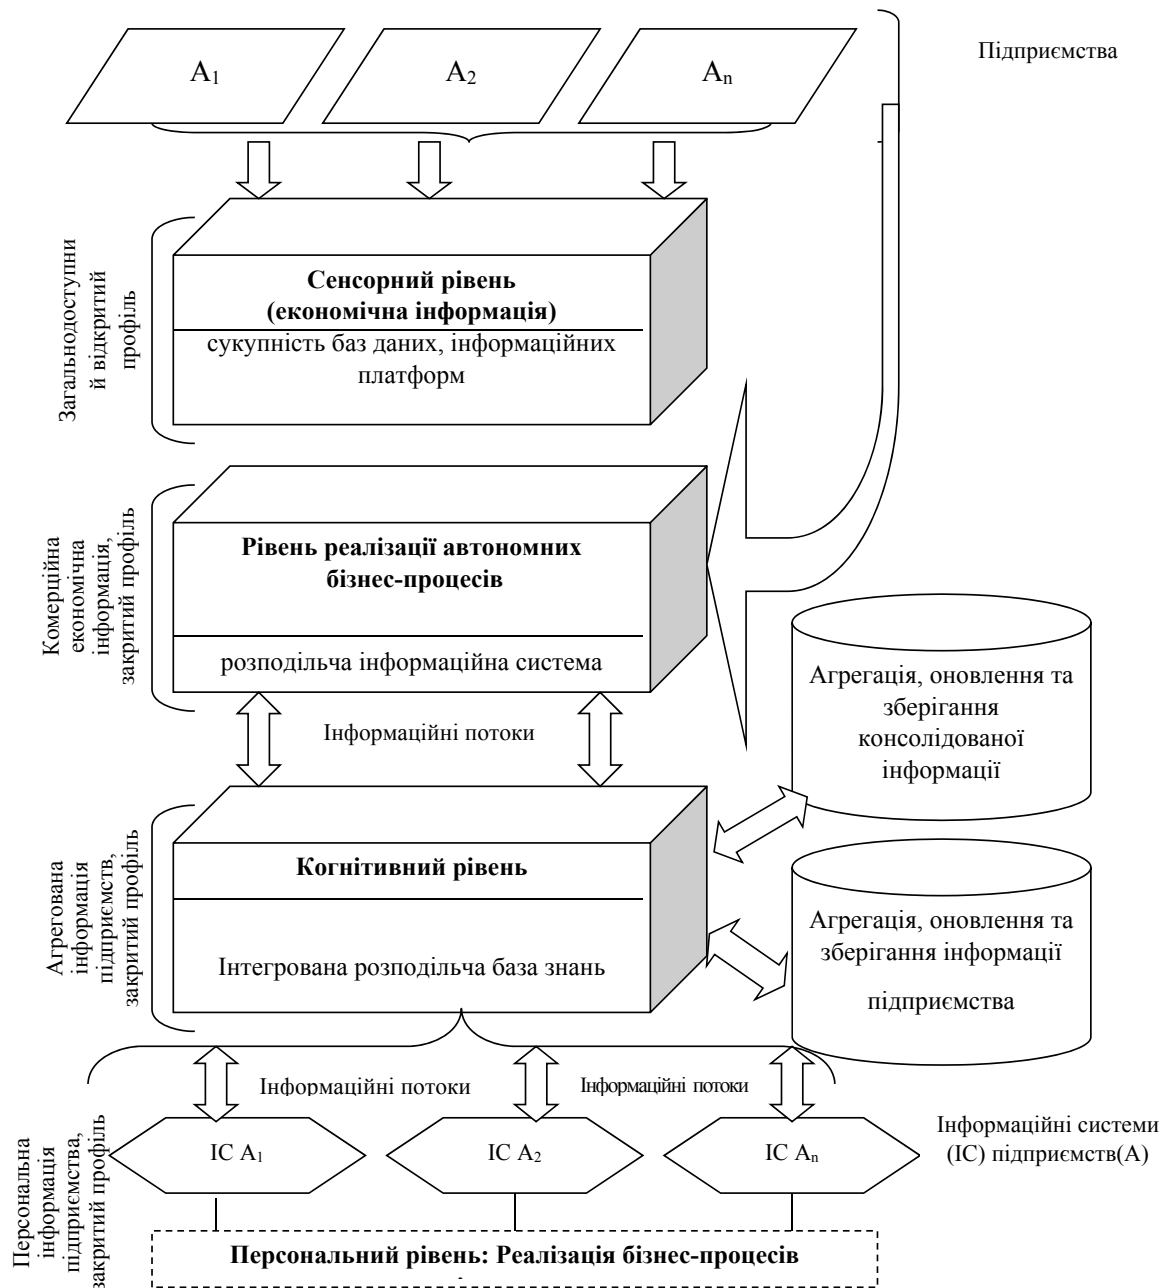 A1
A2
An
Підприємства
Загальнодоступни
й відкритий
профіль
Сенсорний рівень
(економічна інформація)
сукупність баз даних, інформаційних
платформ
Комерційна
економічна
інформація,
закритий профіль
Рівень реалізації автономних
бізнес-процесів
розподільча інформаційна система
Інформаційні потоки
Агрегація, оновлення та
зберігання
консолідованої
інформації
Агрегована
інформація
підприємств,
закритий профіль
Когнітивний рівень
Інтегрована розподільча база знань
Агрегація, оновлення та
зберігання інформації
підприємства
Інформаційні потоки
Інформаційні потоки
Персональна
інформація
підприємства,
закритий профіль
ІС А1
ІС А2
ІС Аn
Інформаційні системи
(ІС) підприємств(А)
Персональний рівень: Реалізація бізнес-процесів